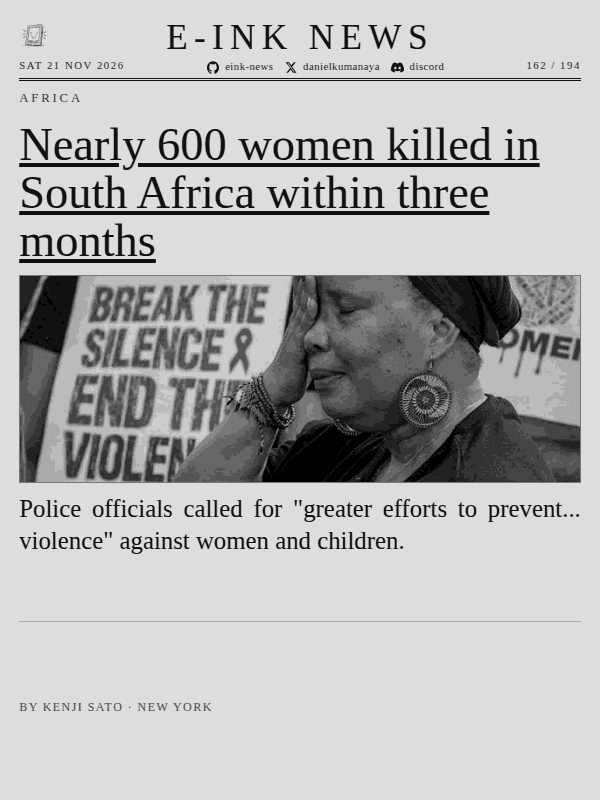 E-INK NEWS
SAT 21 NOV 2026
eink-news danielkumanaya discord
162 / 194
AFRICA
Nearly 600 women killed in
South Africa within three
months
BREAK THE
SILENCE
END TH
VIOLEN
OMEN
Police officials called for "greater efforts to prevent...
violence" against women and children.
BY KENJI SATO · NEW YORK